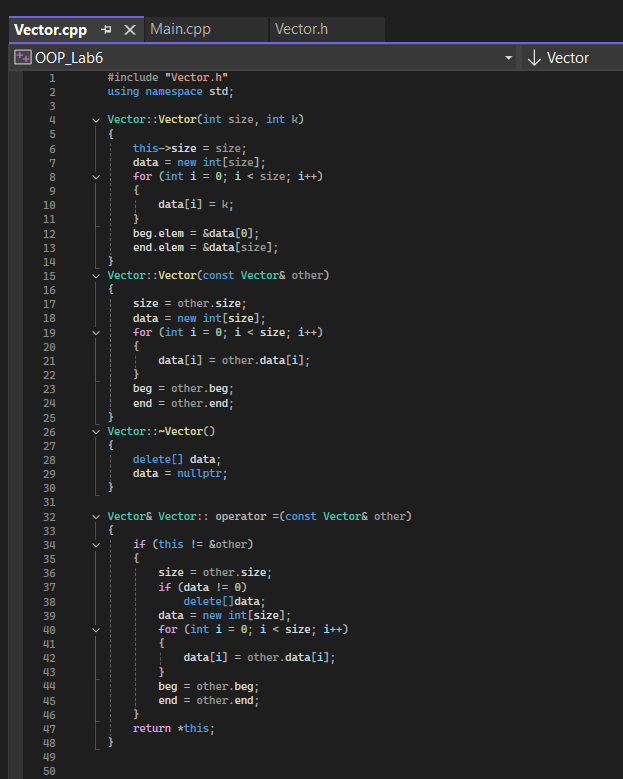 Vector.cpp Main.cpp Vector.h
OOP_Lab6 Vector
1 #include "Vector.h"
2 using namespace std;
3
4 Vector::Vector(int size, int k)
5 {
6 this->size = size;
7 data = new int[size];
8 for (int i = 0; i < size; i++)
9 {
10 data[i] = k;
11 }
12 beg.elem = &data[0];
13 end.elem = &data[size];
14 }
15 Vector::Vector(const Vector& other)
16 {
17 size = other.size;
18 data = new int[size];
19 for (int i = 0; i < size; i++)
20 {
21 data[i] = other.data[i];
22 }
23 beg = other.beg;
24 end = other.end;
25 }
26 Vector::~Vector()
27 {
28 delete[] data;
29 data = nullptr;
30 }
31
32 Vector& Vector:: operator =(const Vector& other)
33 {
34 if (this != &other)
35 {
36 size = other.size;
37 if (data != 0)
38 delete[]data;
39 data = new int[size];
40 for (int i = 0; i < size; i++)
41 {
42 data[i] = other.data[i];
43 }
44 beg = other.beg;
45 end = other.end;
46 }
47 return *this;
48 }
49
50